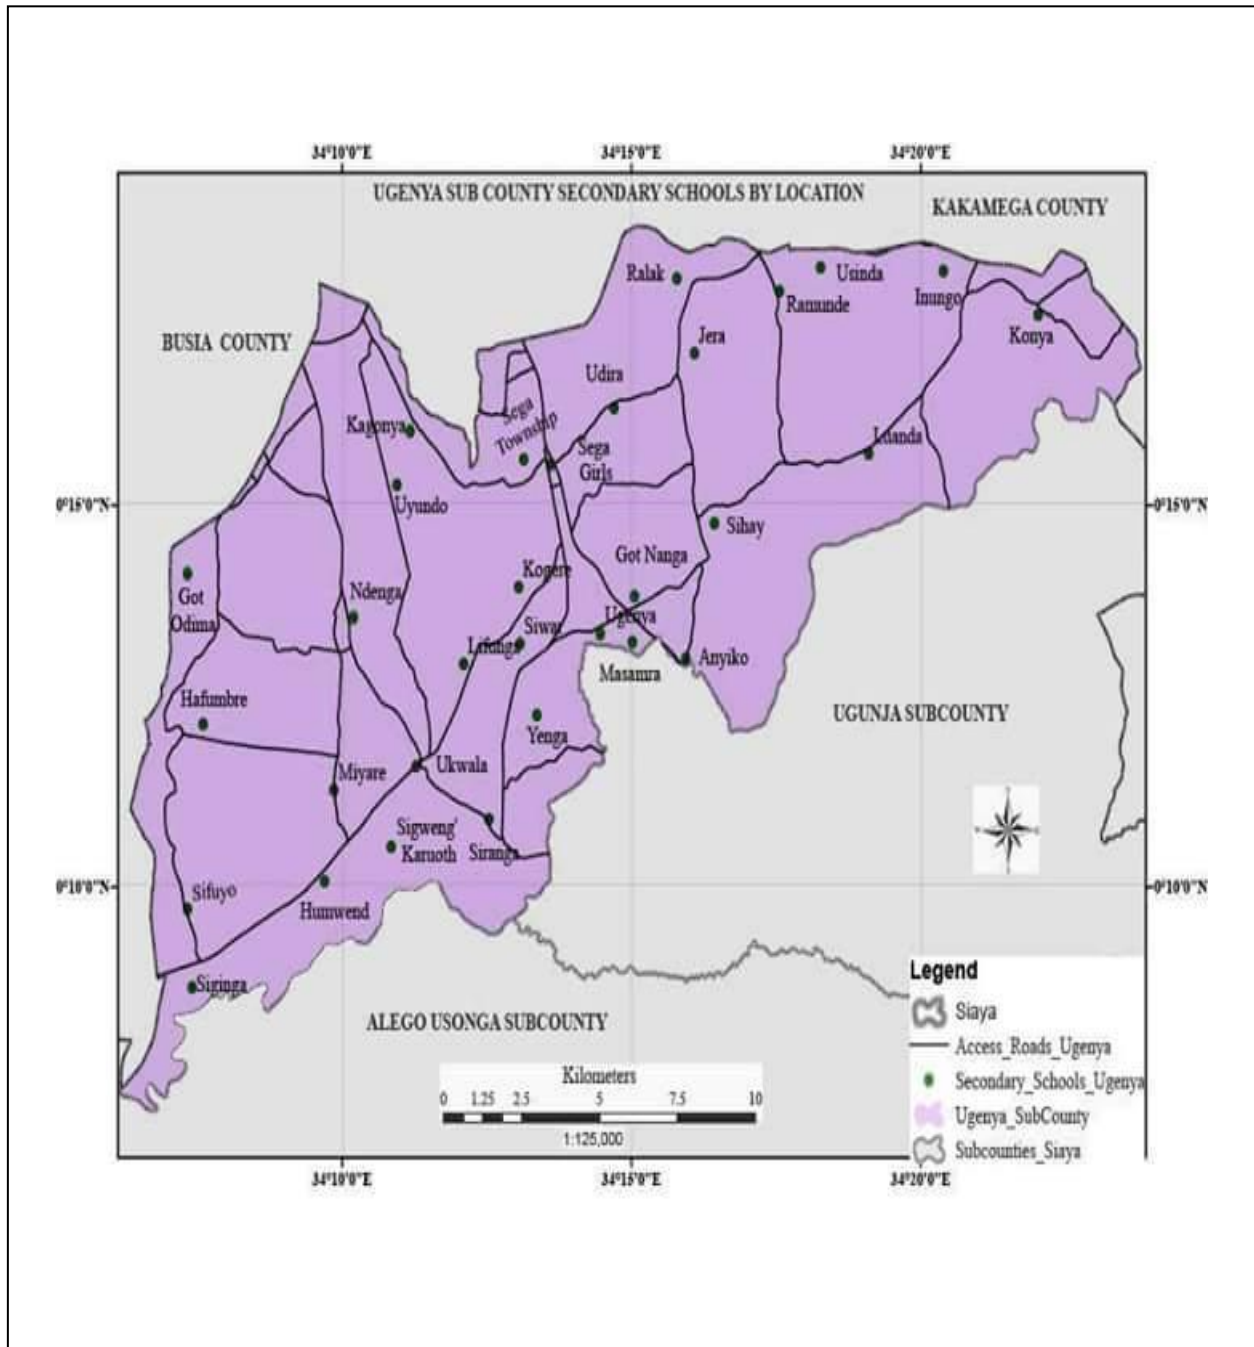 34°10'0"E 34°15'0"E 34°20'0"E
UGENYA SUB COUNTY SECONDARY SCHOOLS BY LOCATION
KAKAMEGA COUNTY
Ralak
Usinda
Inungo
Ramunde
Konya
BUSIA COUNTY
Jera
Udira
Sega
Township
Kagonya
Luanda
Sega
Girls
Uyundo
0°15'0"N
0°15'0"N
Sihay
Got Nanga
Kogere
Got
Odima
Ndenga
Ugenya
Siwar
Lifunga
Anyiko
Masamra
Hafumbre
UGUNJA SUBCOUNTY
Yenga
Ukwala
Miyare
Sigweng'
Karuoth
Siranga
0°10'0"N
0°10'0"N
Sifuyo
Humwend
Siginga
ALEGO USONGA SUBCOUNTY
Legend
Siaya
Access_Roads_Ugenya
Secondary_Schools_Ugenya
Ugenya_SubCounty
Subcounties_Siaya
Kilometers
0 1.25 2.5 5 7.5 10
1:125,000
34°10'0"E 34°15'0"E 34°20'0"E